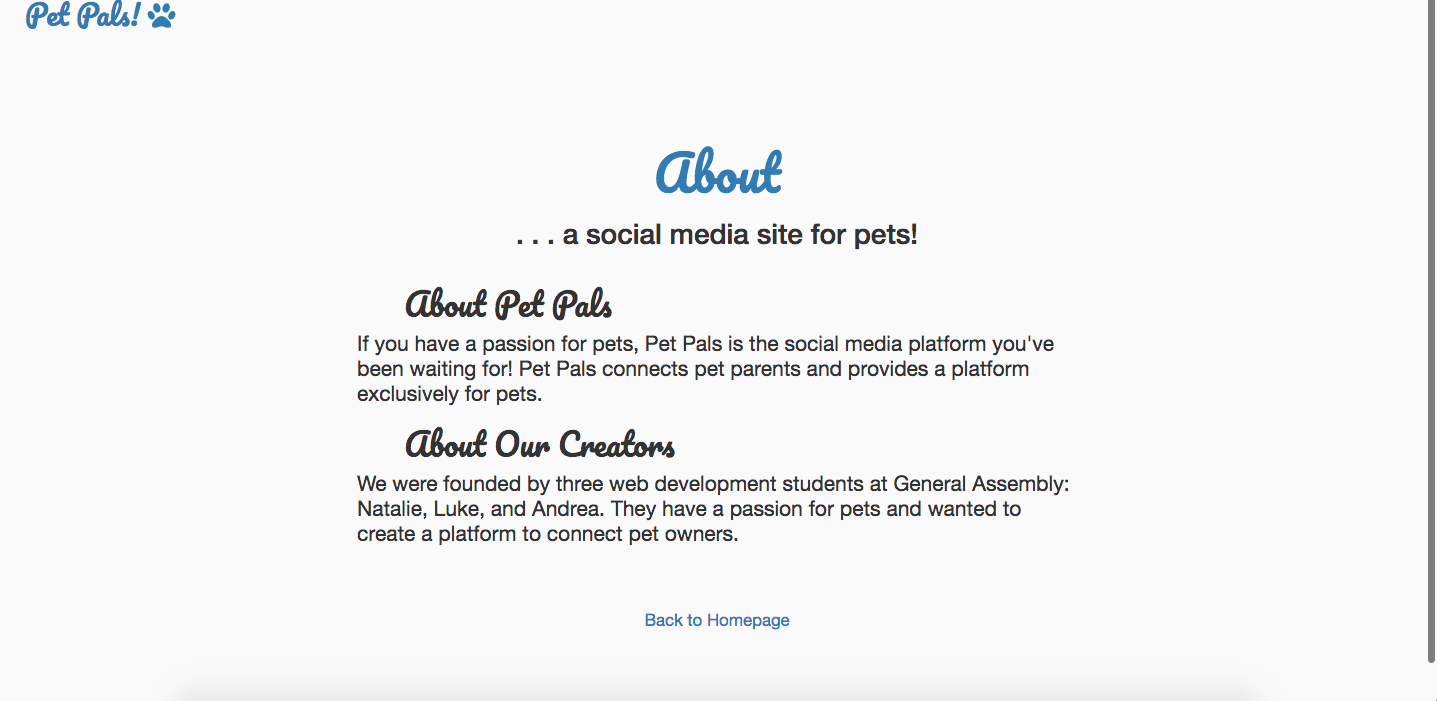 Pet Pals!
About
. . . a social media site for pets!
About Pet Pals
If you have a passion for pets, Pet Pals is the social media platform you've
been waiting for! Pet Pals connects pet parents and provides a platform
exclusively for pets.
About Our Creators
We were founded by three web development students at General Assembly:
Natalie, Luke, and Andrea. They have a passion for pets and wanted to
create a platform to connect pet owners.
Back to Homepage